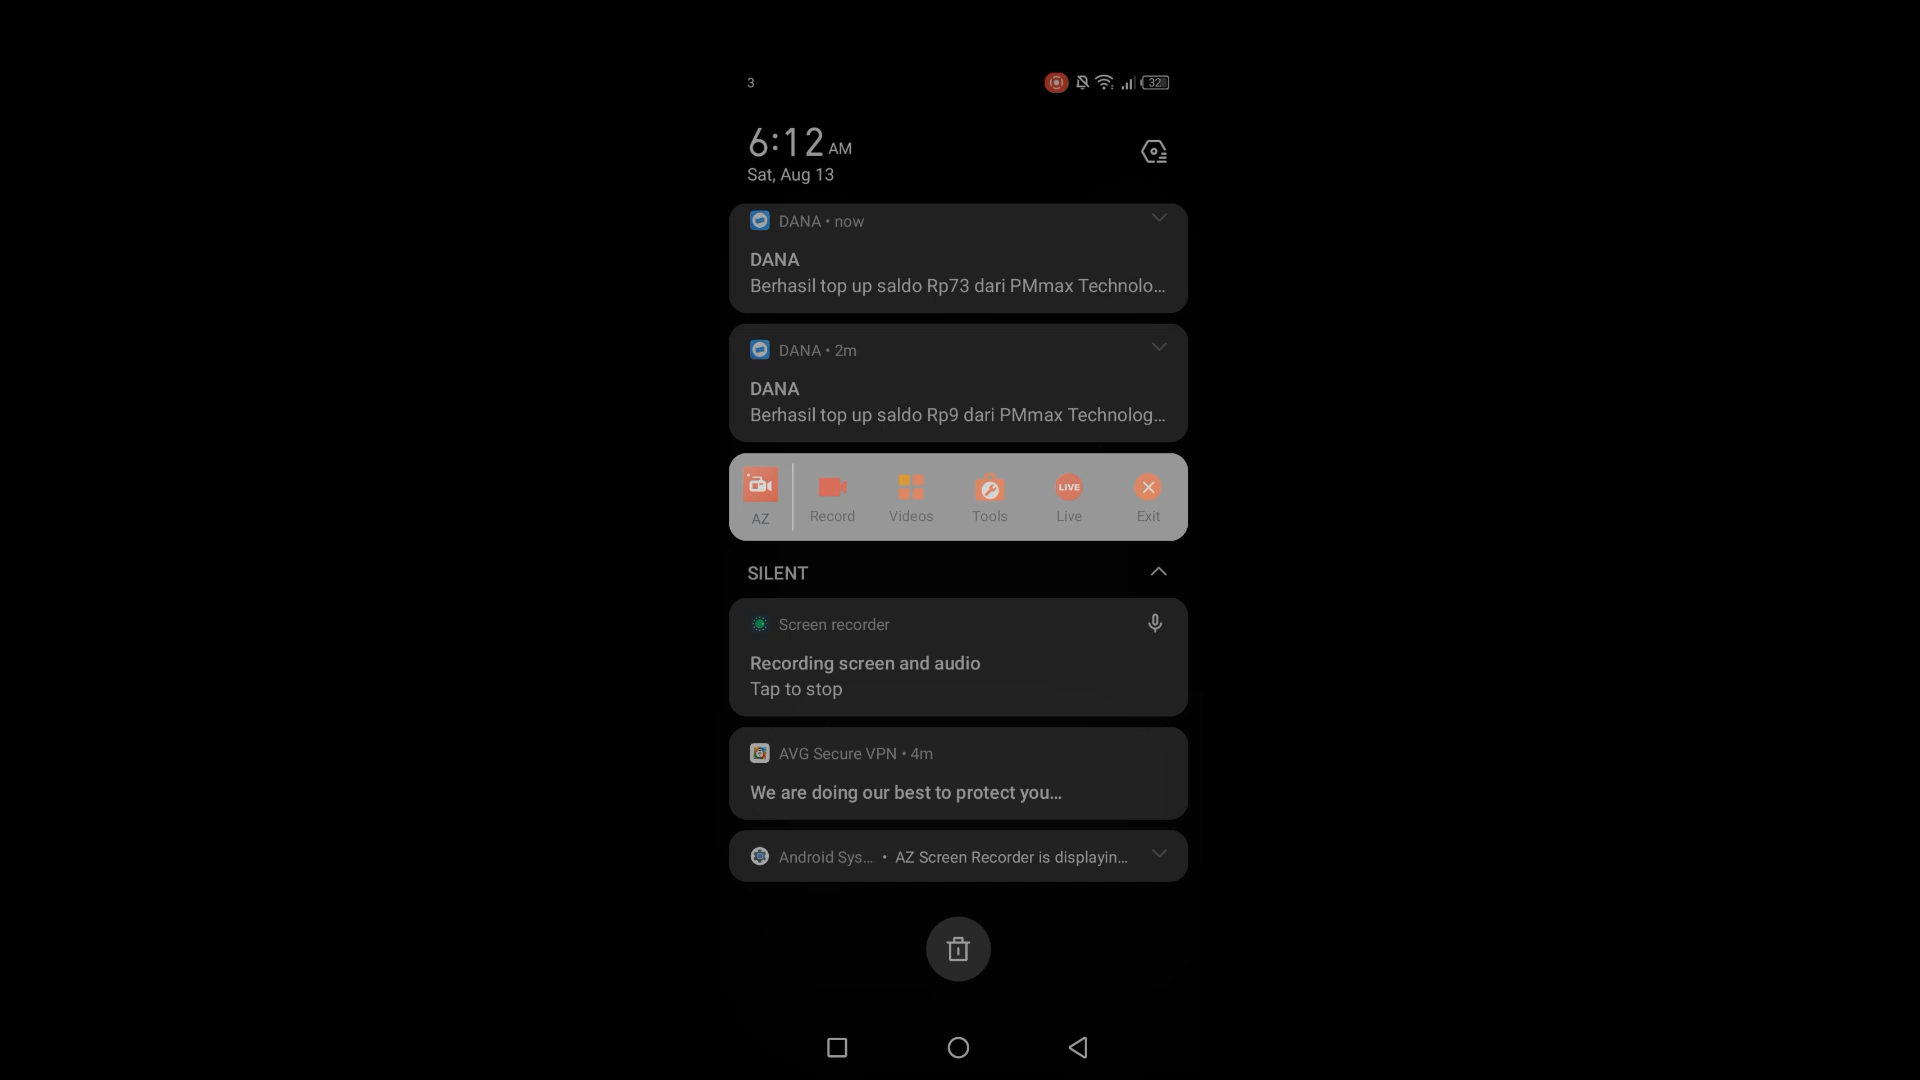 3
32
6:12 AM
Sat, Aug 13
DANA • now
DANA
Berhasil top up saldo Rp73 dari PMmax Technolo...
DANA • 2m
DANA
Berhasil top up saldo Rp9 dari PMmax Technolog...
AZ
Record
Videos
Tools
LIVE
Live
Exit
SILENT
Screen recorder
Recording screen and audio
Tap to stop
AVG Secure VPN • 4m
We are doing our best to protect you...
Android Sys... • AZ Screen Recorder is displayin...